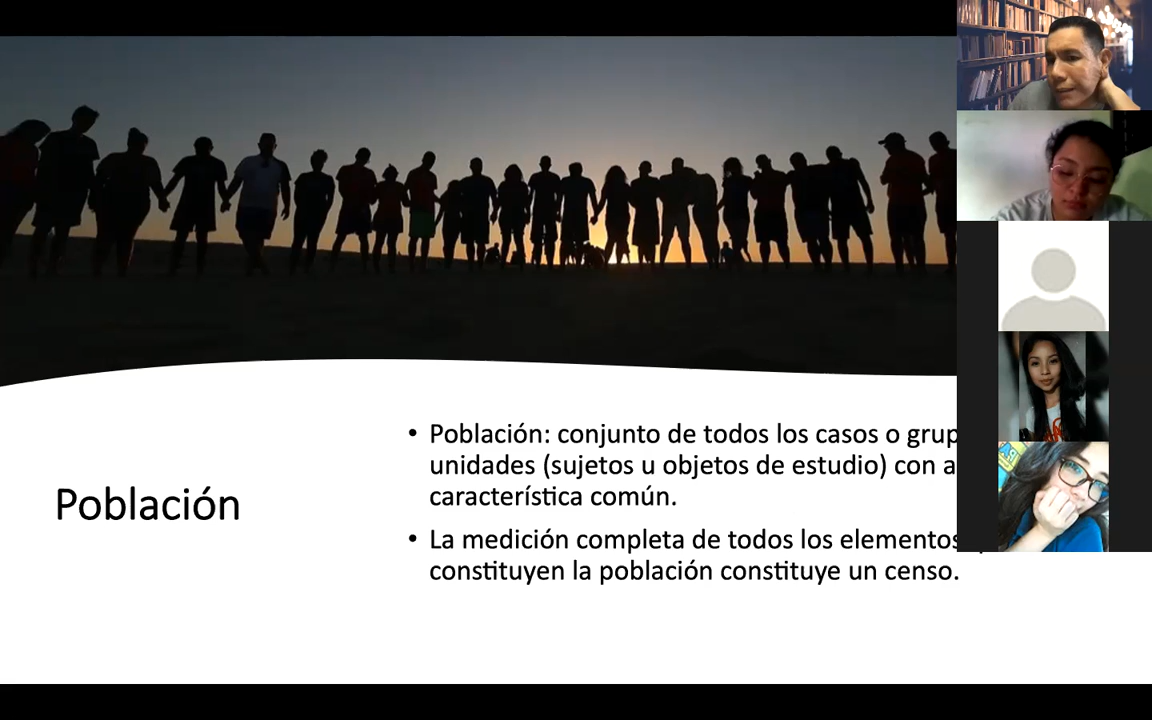 Población
• Población: conjunto de todos los casos o grup
unidades (sujetos u objetos de estudio) con a
característica común.
• La medición completa de todos los elementos
constituyen la población constituye un censo.